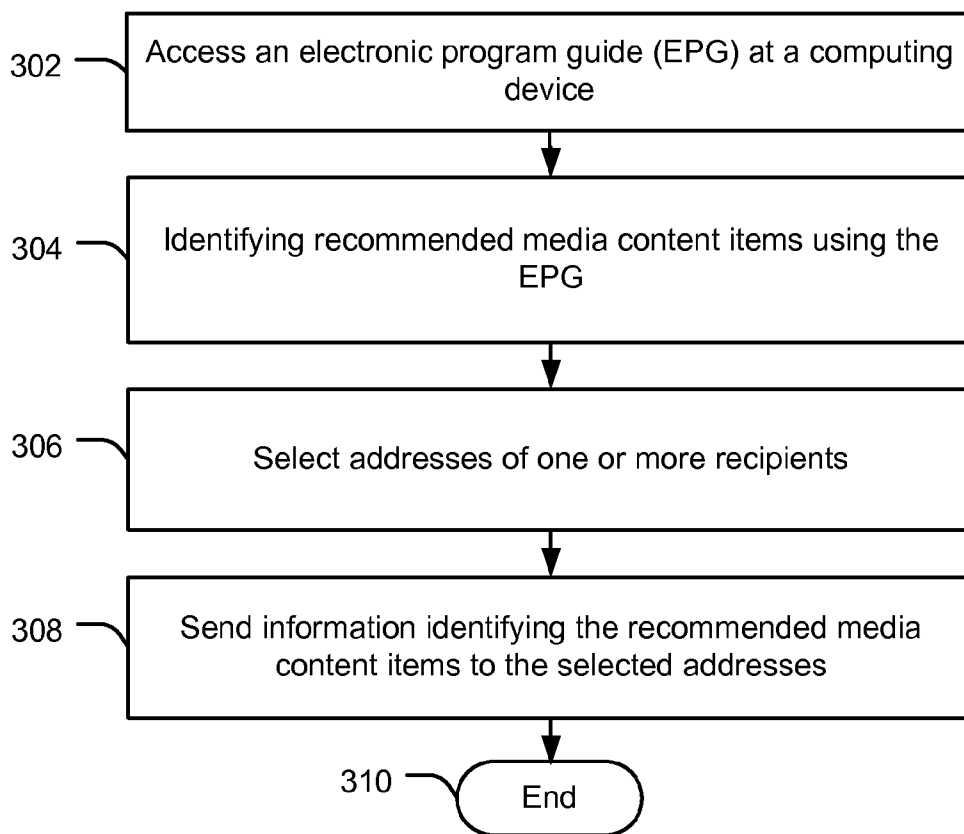 302
Access an electronic program guide (EPG) at a computing
device
304
Identifying recommended media content items using the
EPG
306
Select addresses of one or more recipients
308
Send information identifying the recommended media
content items to the selected addresses
310
End